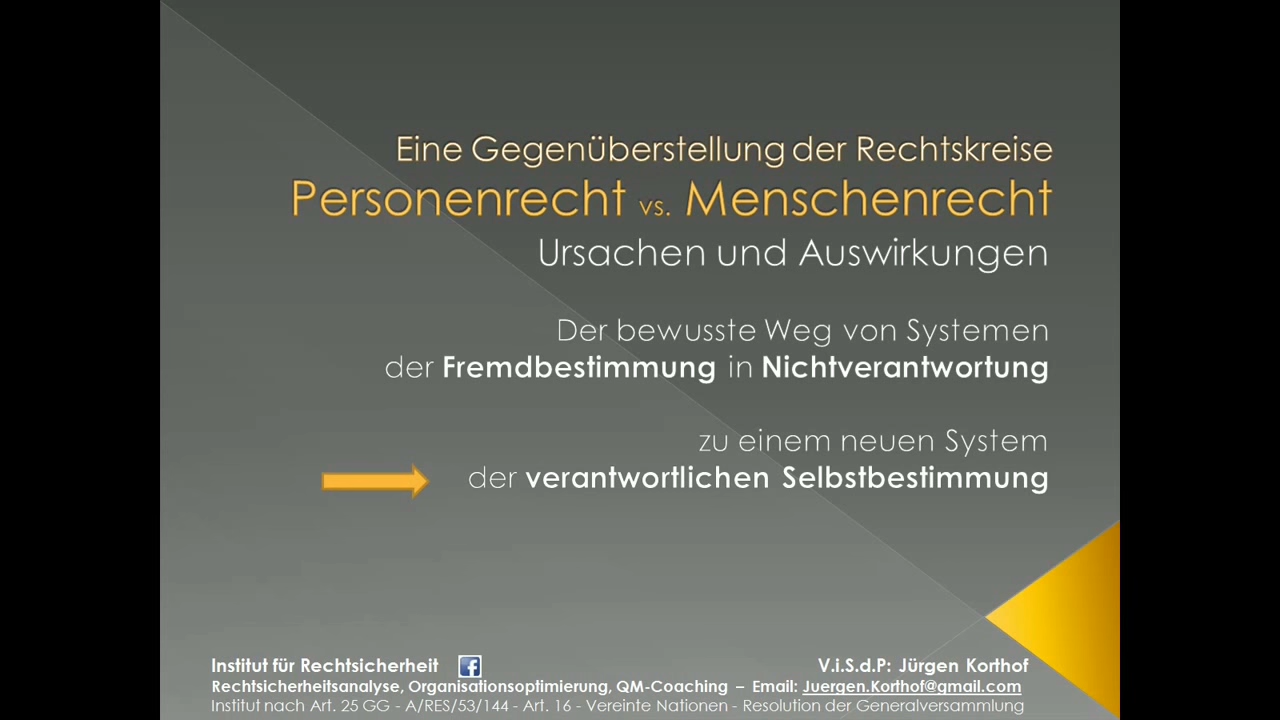 Eine Gegenüberstellung der Rechtskreise
Personenrecht vs. Menschenrecht
Ursachen und Auswirkungen
Der bewusste Weg von Systemen
der Fremdbestimmung in Nichtverantwortung
zu einem neuen System
der verantwortlichen Selbstbestimmung
Institut für Rechtsicherheit V.i.S.d.P: Jürgen Korthof
Rechtsicherheitsanalyse, Organisationsoptimierung, QM-Coaching – Email: Juergen.Korthof@gmail.com
Institut nach Art. 25 GG - A/RES/53/144 - Art. 16 - Vereinte Nationen - Resolution der Generalversammlung